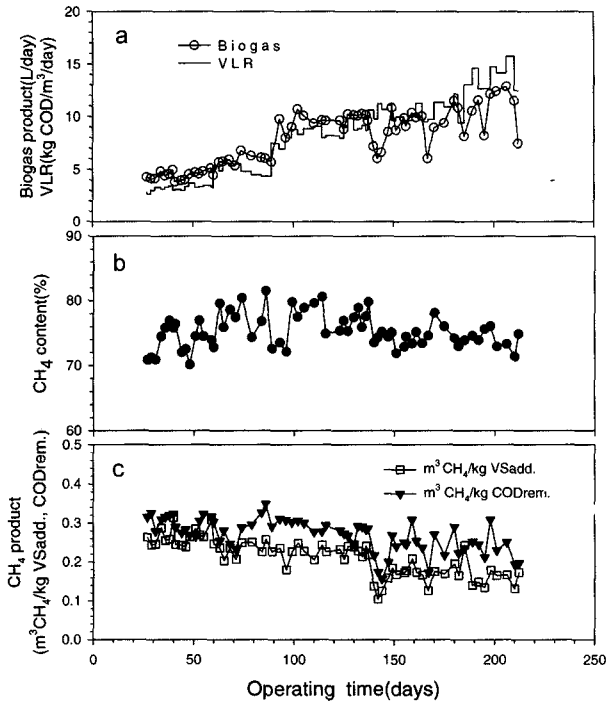 a
Biogas
VLR
Biogas product(L/day)
VLR(kg COD/m³/day)
20
15
10
5
0
b
CH₄ content(%)
90
80
70
60
c
m³ CH₄/kg VSadd.
m³ CH₄/kg CODrem.
CH₄ product
(m³CH₄/kg VSadd., CODrem.)
0.5
0.4
0.3
0.2
0.1
0.0
0 50 100 150 200 250
Operating time(days)